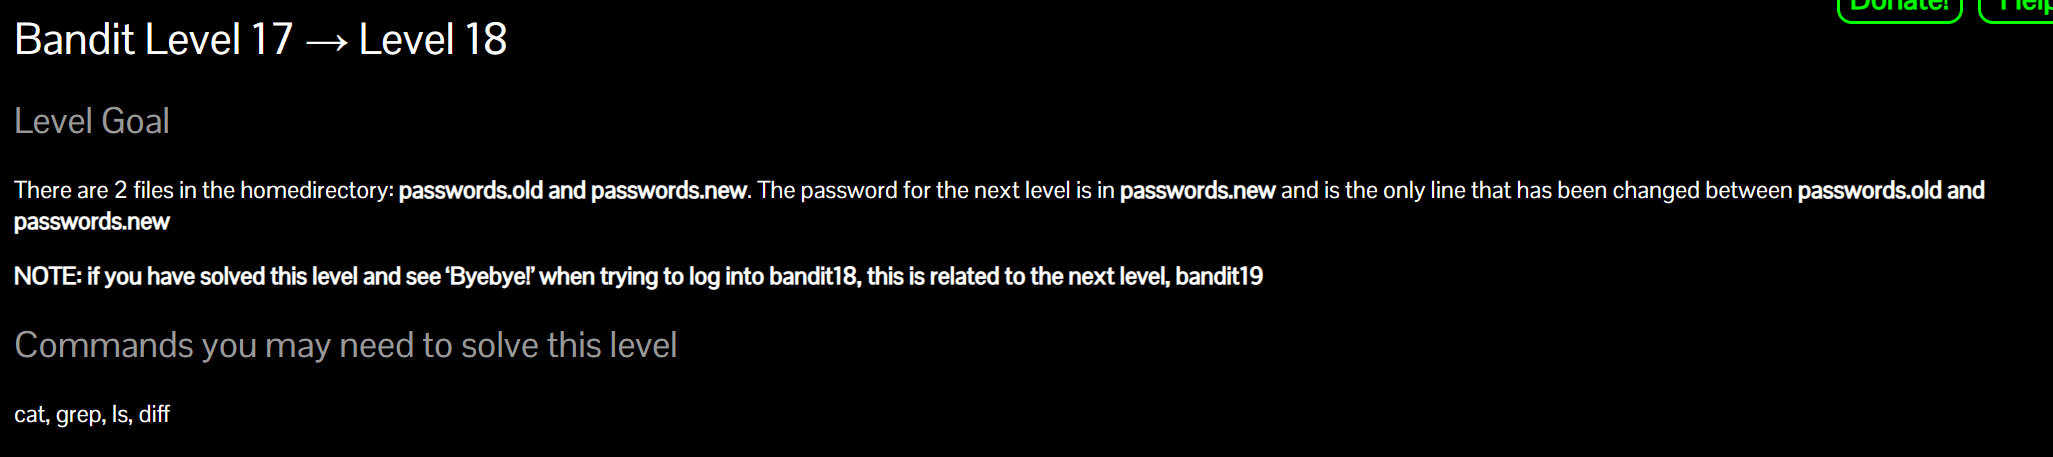 Donate!
Help
Bandit Level 17 → Level 18
Level Goal
There are 2 files in the homedirectory: passwords.old and passwords.new. The password for the next level is in passwords.new and is the only line that has been changed between passwords.old and
passwords.new
NOTE: if you have solved this level and see ‘Byebye!’ when trying to log into bandit18, this is related to the next level, bandit19
Commands you may need to solve this level
cat, grep, ls, diff